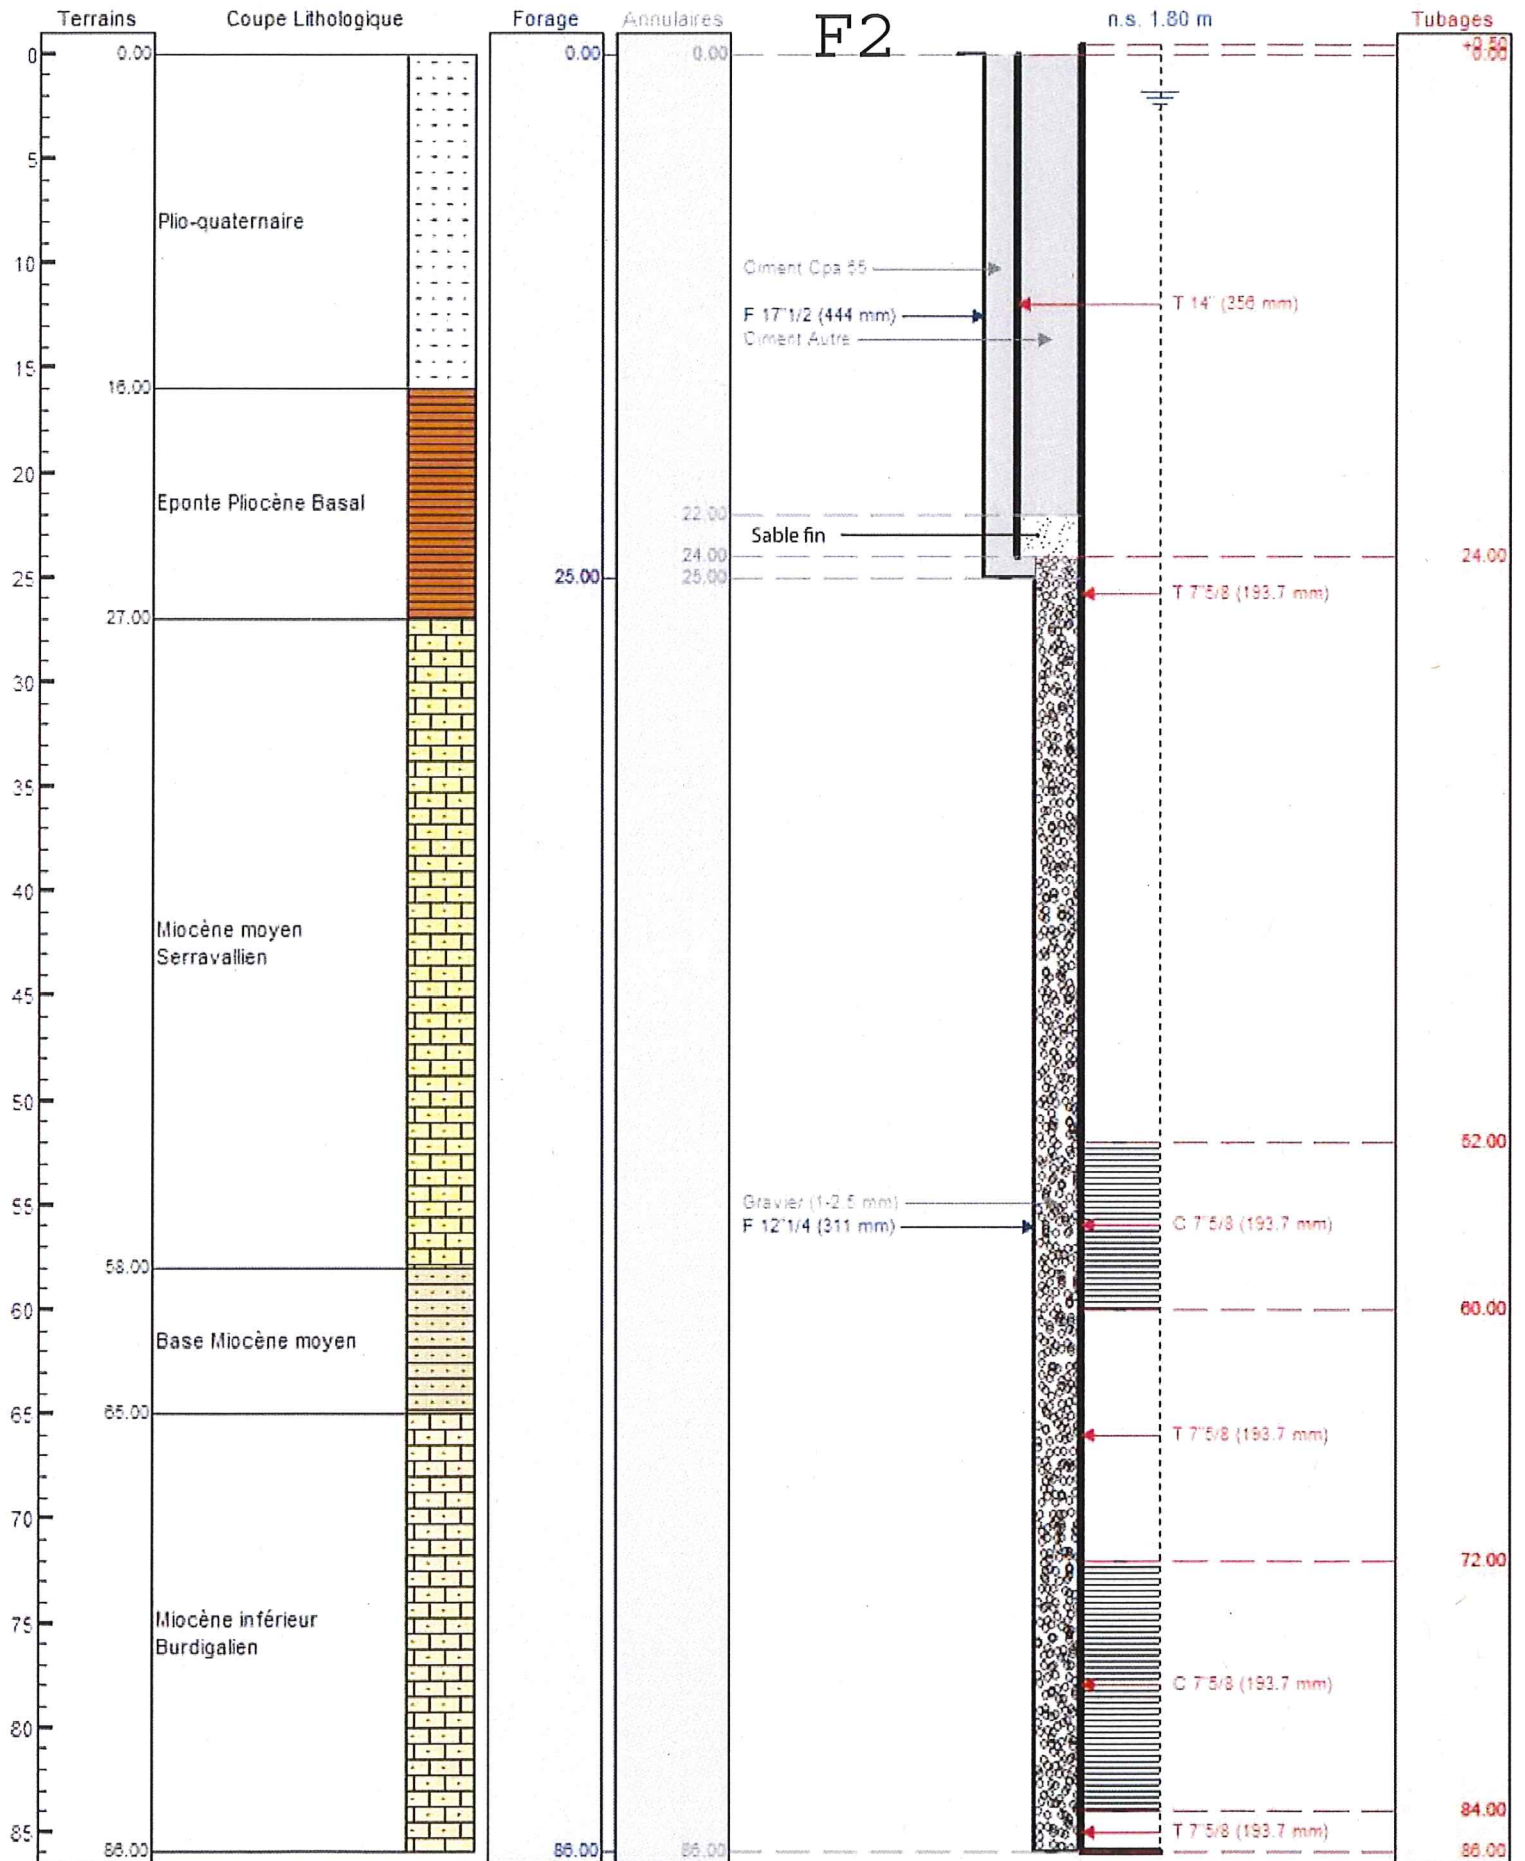 F2
Terrains
Coupe Lithologique
Forage
Annulaires
n.s. 1.80 m
Tubages
+0.50
0
0.00
0.00
0.00
0.00
5
Plio-quaternaire
10
Ciment Cpa 55
T 14" (356 mm)
F 17"1/2 (444 mm)
Ciment Autre
15
16.00
20
Eponte Pliocène Basal
22.00
Sable fin
24.00
24.00
25
25.00
25.00
T 7"5/8 (193.7 mm)
27.00
30
35
40
Miocène moyen
Serravallien
45
50
52.00
55
Gravier (1-2.5 mm)
F 12"1/4 (311 mm)
C 7"5/8 (193.7 mm)
58.00
60
60.00
Base Miocène moyen
65
65.00
T 7"5/8 (193.7 mm)
70
72.00
75
Miocène inférieur
Burdigalien
C 7"5/8 (193.7 mm)
80
84.00
85
T 7"5/8 (193.7 mm)
86.00
86.00
86.00
86.00